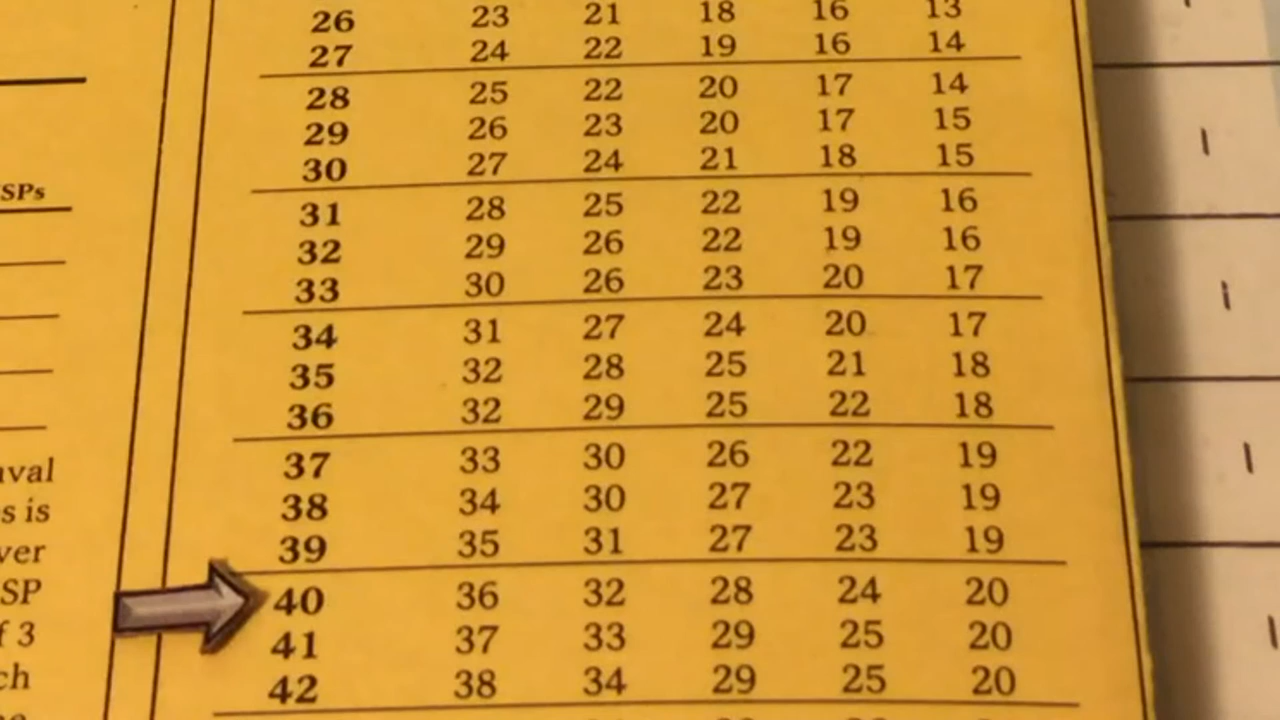 26 23 21 18 16 13
27 24 22 19 16 14
28 25 22 20 17 14
29 26 23 20 17 15
30 27 24 21 18 15
31 28 25 22 19 16
32 29 26 22 19 16
33 30 26 23 20 17
34 31 27 24 20 17
35 32 28 25 21 18
36 32 29 25 22 18
37 33 30 26 22 19
38 34 30 27 23 19
39 35 31 27 23 19
40 36 32 28 24 20
41 37 33 29 25 20
42 38 34 29 25 20
SPs
aval
s is
ver
SP
f 3
ch